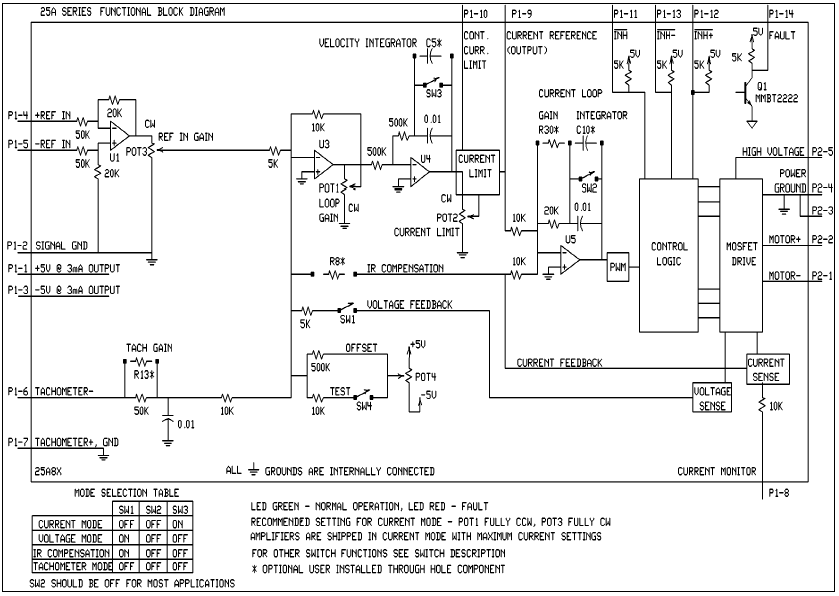 25A SERIES FUNCTIONAL BLOCK DIAGRAM
P1-10
P1-9
P1-11
P1-13
P1-12
P1-14
CONT.
CURR.
LIMIT
CURRENT REFERENCE
(OUTPUT)
INH
INH-
INH+
FAULT
5V
5K
5V
5K
5V
5K
5V
5K
VELOCITY INTEGRATOR C5*
SW3
0.01
500K
Q1
MMBT2222
CURRENT LOOP
GAIN
R30*
INTEGRATOR
C10*
SW2
0.01
20K
P1-4
+REF IN
50K
20K
CW
REF IN GAIN
POT3
U1
P1-5
-REF IN
50K
20K
5K
10K
U3
500K
U4
POT1
LOOP
GAIN
CW
CURRENT
LIMIT
CW
POT2
CURRENT LIMIT
10K
U5
10K
PWM
CONTROL
LOGIC
MOSFET
DRIVE
HIGH VOLTAGE
P2-5
POWER
GROUND
P2-4
P2-3
MOTOR+
P2-2
MOTOR-
P2-1
P1-2
SIGNAL GND
P1-1
+5V @ 3mA OUTPUT
P1-3
-5V @ 3mA OUTPUT
R8*
IR COMPENSATION
VOLTAGE FEEDBACK
5K
SW1
OFFSET
500K
TEST
10K
SW4
+5V
POT4
-5V
CURRENT FEEDBACK
CURRENT
SENSE
VOLTAGE
SENSE
10K
TACH GAIN
R13*
P1-6
TACHOMETER-
50K
0.01
10K
P1-7
TACHOMETER+, GND
25A8X
ALL GROUNDS ARE INTERNALLY CONNECTED
CURRENT MONITOR
P1-8
MODE SELECTION TABLE
SW1 SW2 SW3
CURRENT MODE OFF OFF ON
VOLTAGE MODE ON OFF OFF
IR COMPENSATION ON OFF OFF
TACHOMETER MODE OFF OFF OFF
SW2 SHOULD BE OFF FOR MOST APPLICATIONS
LED GREEN - NORMAL OPERATION, LED RED - FAULT
RECOMMENDED SETTING FOR CURRENT MODE - POT1 FULLY CCW, POT3 FULLY CW
AMPLIFIERS ARE SHIPPED IN CURRENT MODE WITH MAXIMUM CURRENT SETTINGS
FOR OTHER SWITCH FUNCTIONS SEE SWITCH DESCRIPTION
* OPTIONAL USER INSTALLED THROUGH HOLE COMPONENT